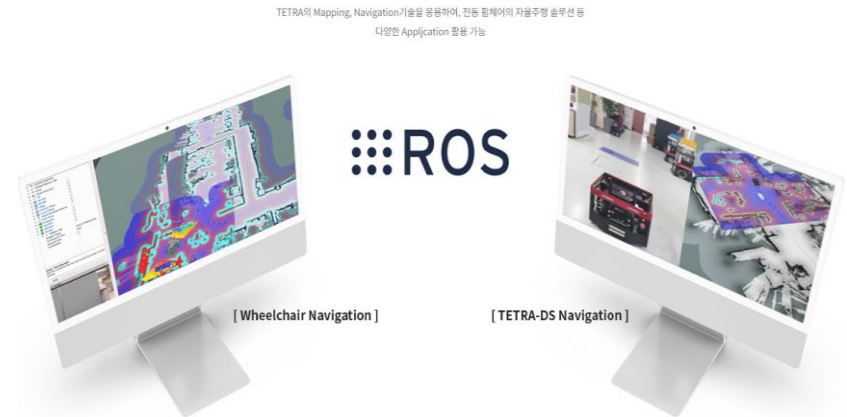 TETRA의 Mapping, Navigation기술을 응용하여, 전동 휠체어의 자율주행 솔루션 등
다양한 Application 활용 가능
ROS
[ Wheelchair Navigation ]
[ TETRA-DS Navigation ]